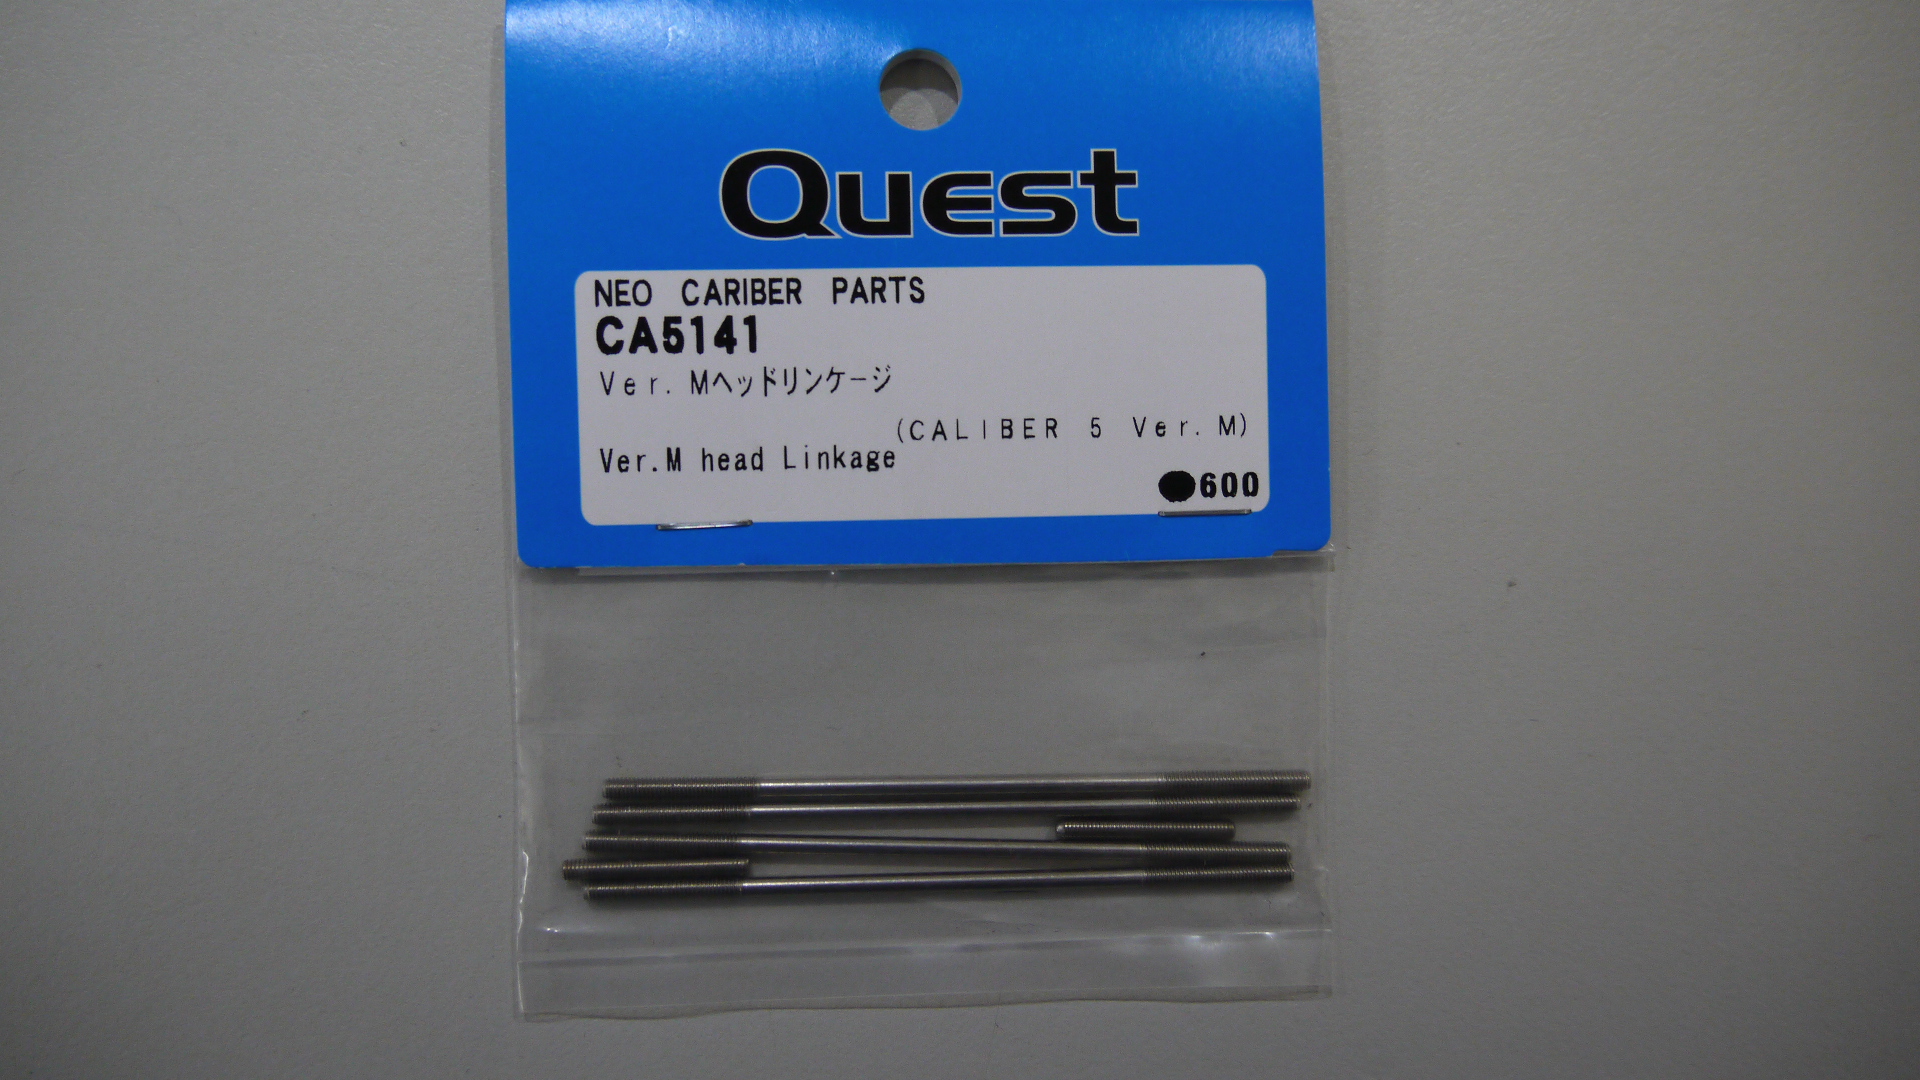 Quest
NEO CARIBER PARTS
CA5141
Ver. Mヘッドリンケージ
(CALIBER 5 Ver. M)
Ver.M head Linkage
●600